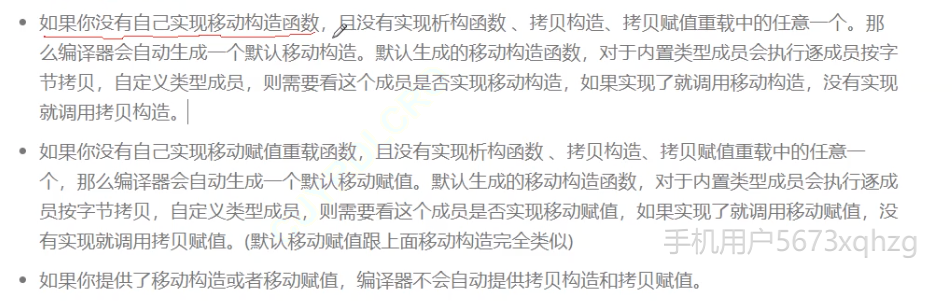 • 如果你没有自己实现移动构造函数，且没有实现析构函数 、拷贝构造、拷贝赋值重载中的任意一个。那
么编译器会自动生成一个默认移动构造。默认生成的移动构造函数，对于内置类型成员会执行逐成员按字
节拷贝，自定义类型成员，则需要看这个成员是否实现移动构造，如果实现了就调用移动构造，没有实现
就调用拷贝构造。
• 如果你没有自己实现移动赋值重载函数，且没有实现析构函数 、拷贝构造、拷贝赋值重载中的任意一
个，那么编译器会自动生成一个默认移动赋值。默认生成的移动构造函数，对于内置类型成员会执行逐成
员按字节拷贝，自定义类型成员，则需要看这个成员是否实现移动赋值，如果实现了就调用移动赋值，没
有实现就调用拷贝赋值。(默认移动赋值跟上面移动构造完全类似)
手机用户5673xqhzg
• 如果你提供了移动构造或者移动赋值，编译器不会自动提供拷贝构造和拷贝赋值。